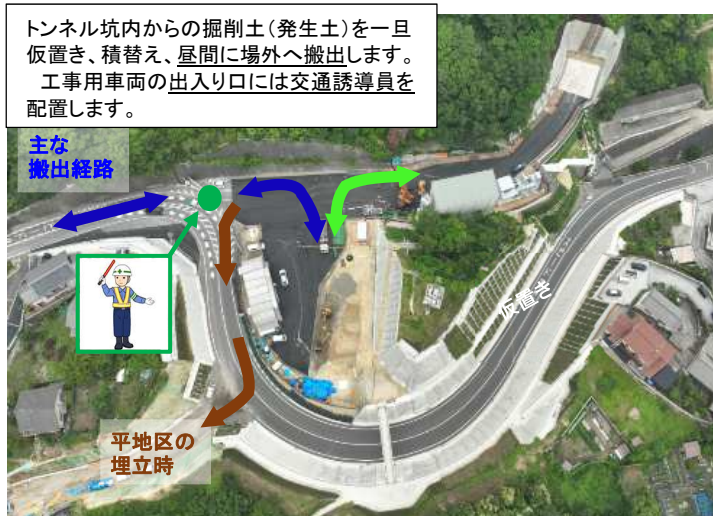 トンネル坑内からの掘削土(発生土)を一旦
仮置き、積替え、昼間に場外へ搬出します。
工事用車両の出入り口には交通誘導員を
配置します。
主な
搬出経路
仮置き
平地区の
埋立時